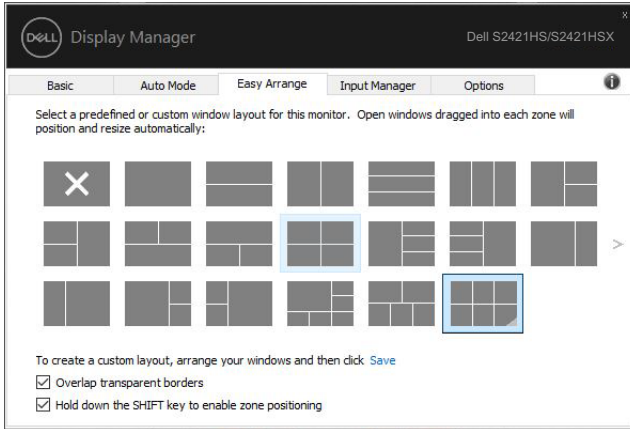 x
DELL Display Manager Dell S2421HS/S2421HSX
Basic Auto Mode Easy Arrange Input Manager Options i
Select a predefined or custom window layout for this monitor. Open windows dragged into each zone will
position and resize automatically:
>
To create a custom layout, arrange your windows and then click Save
Overlap transparent borders
Hold down the SHIFT key to enable zone positioning